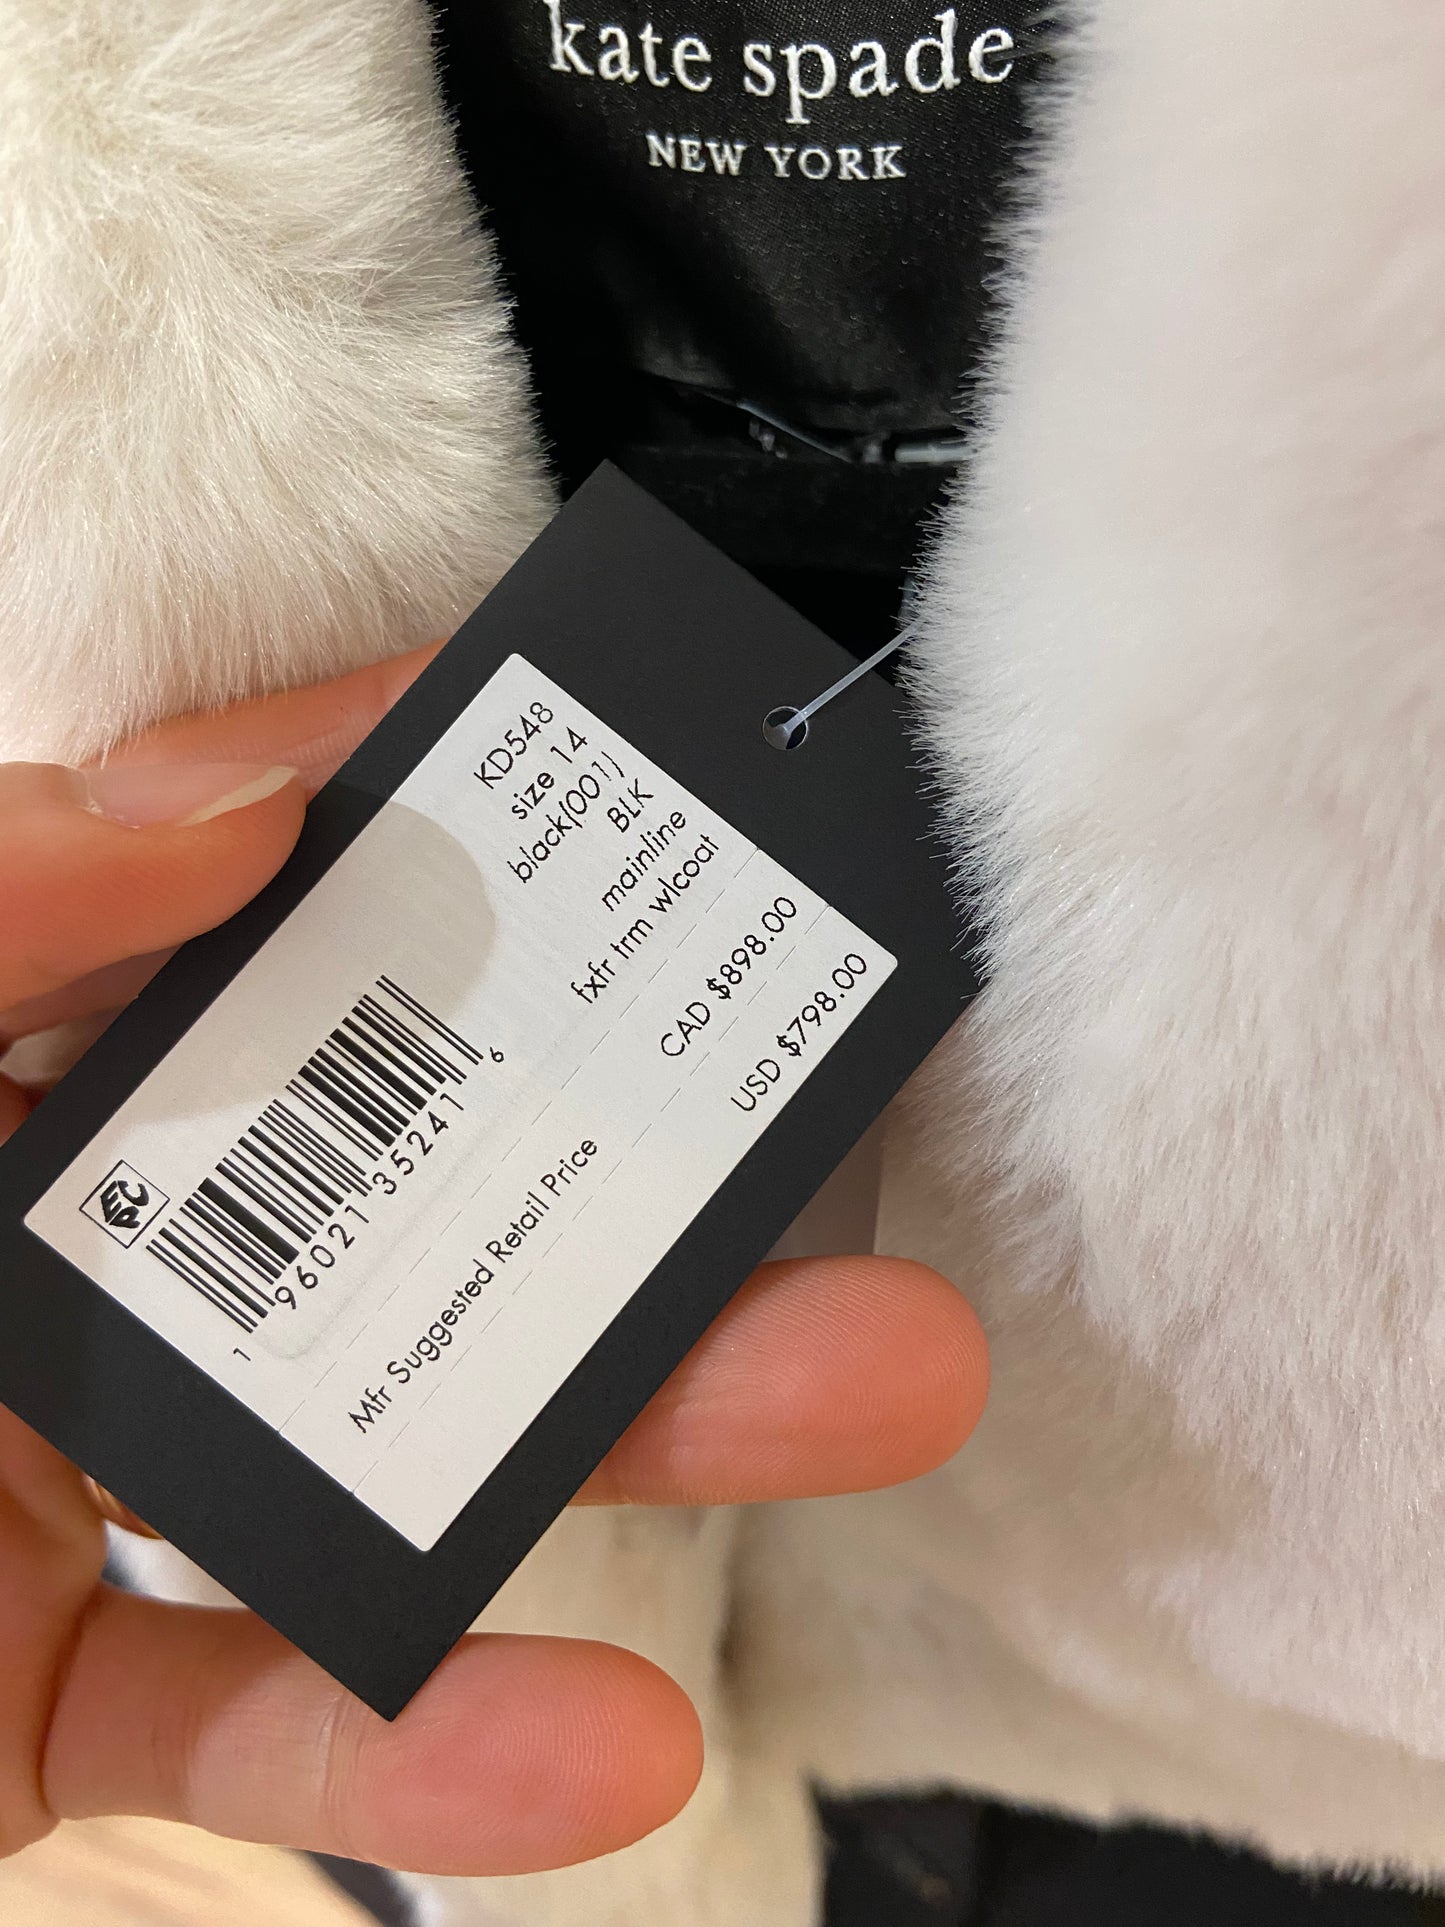 kate spade
NEW YORK
KD548
size 14
black(001)
BLK
mainline
fxfr trm wlcoat
EPC
1 96021 35241 6
CAD $898.00
Mfr Suggested Retail Price
USD $798.00